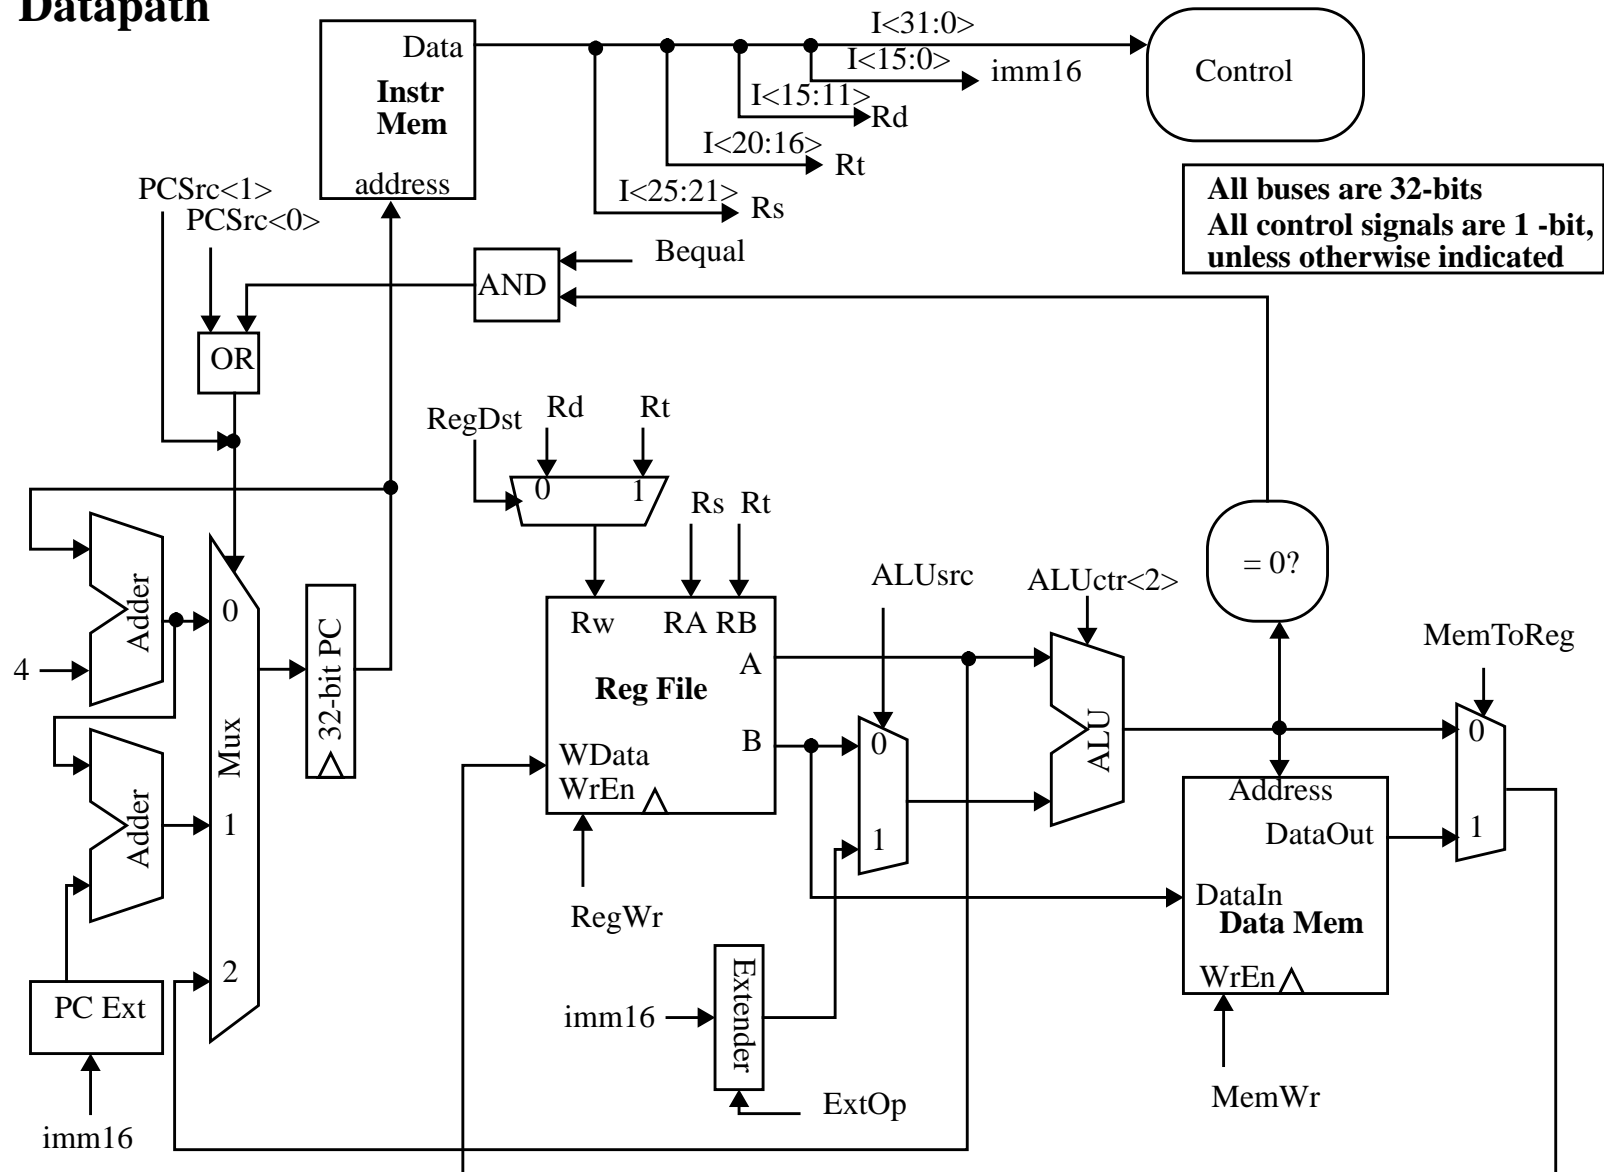 Datapath
Data
Instr
Mem
address
I<31:0>
I<15:0>
imm16
I<15:11>
Rd
I<20:16>
Rt
I<25:21>
Rs
Control
All buses are 32-bits
All control signals are 1 -bit,
unless otherwise indicated
PCSrc<1>
PCSrc<0>
Bequal
AND
OR
RegDst
Rd
Rt
0
1
Rs
Rt
= 0?
ALUsrc
ALUctr<2>
MemToReg
Adder
4
Adder
Mux
0
1
2
32-bit PC
Rw
RA
RB
A
Reg File
B
WData
WrEn
RegWr
0
1
ALU
0
1
Address
DataOut
DataIn
Data Mem
WrEn
MemWr
PC Ext
imm16
imm16
Extender
ExtOp